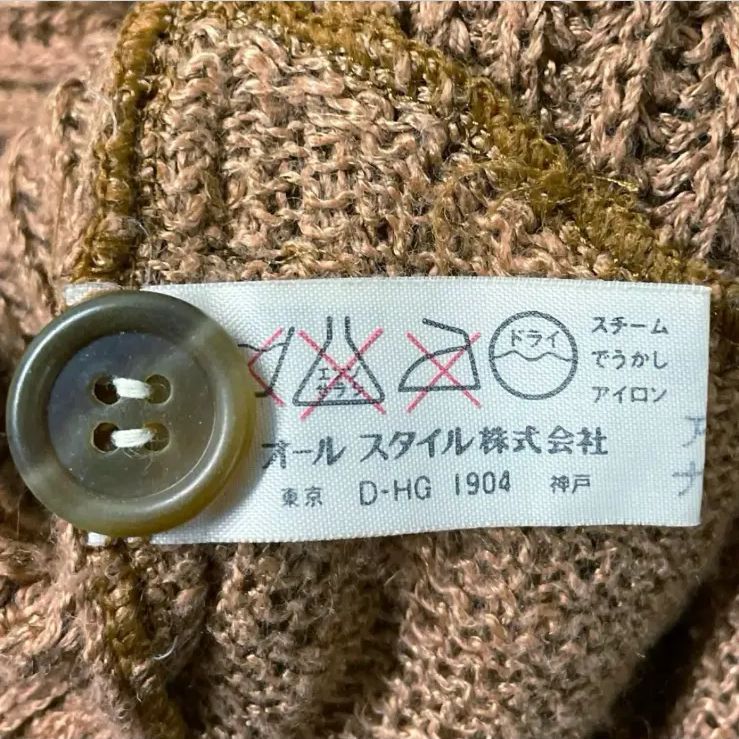 エンソ
サラシ
ドライ
スチーム
でうかし
アイロン
オール スタイル株式会社
東京 D-HG 1904 神戸
ナ